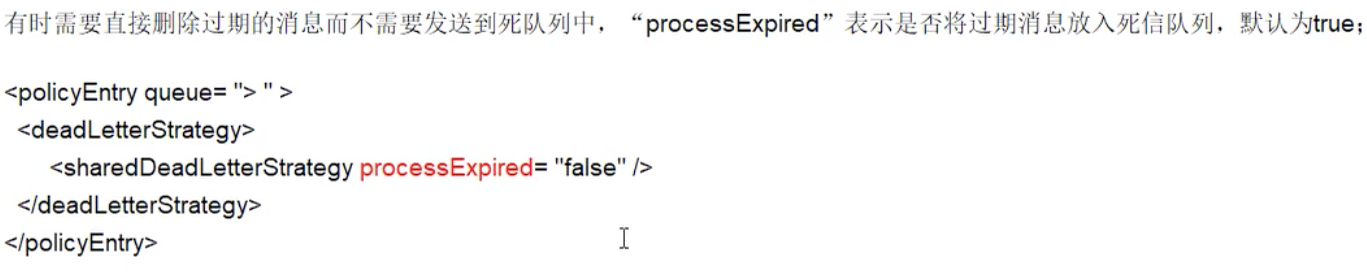 有时需要直接删除过期的消息而不需要发送到死队列中，“processExpired”表示是否将过期消息放入死信队列，默认为true；
<policyEntry queue= "> " >
<deadLetterStrategy>
<sharedDeadLetterStrategy processExpired= "false" />
</deadLetterStrategy>
</policyEntry>